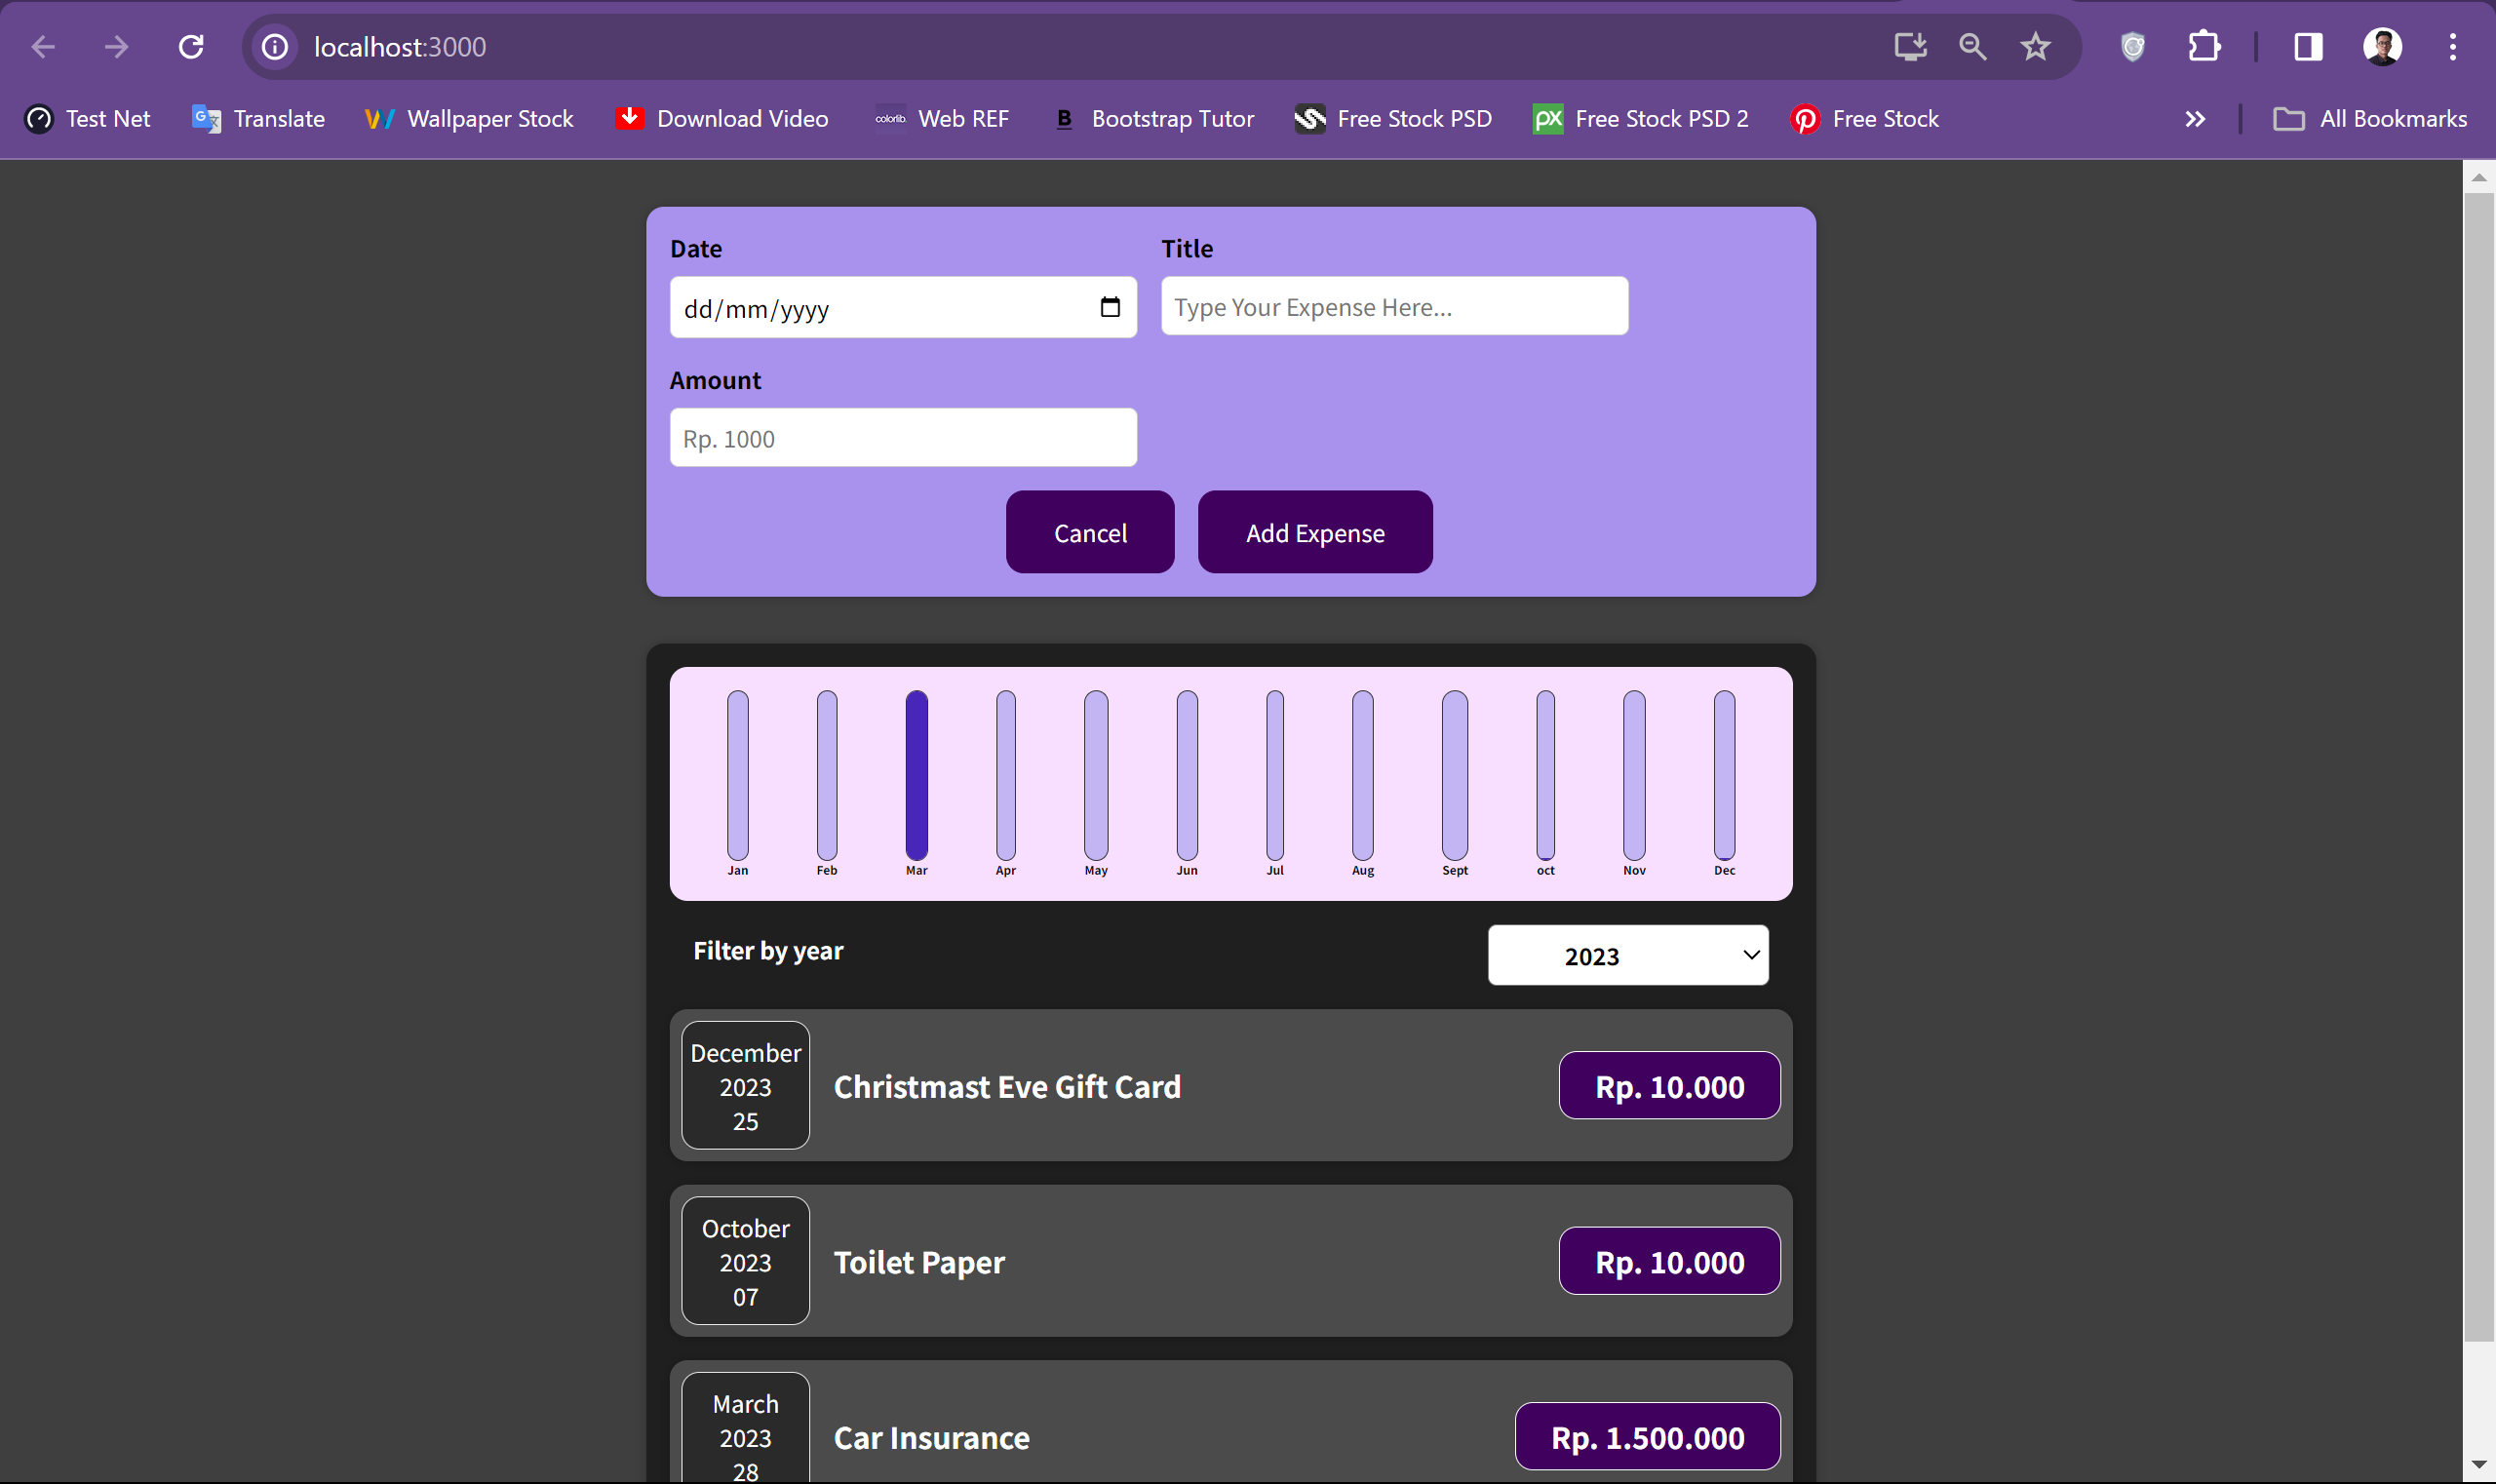 localhost:3000
Test Net
Translate
Wallpaper Stock
Download Video
colorlib.
Web REF
B
Bootstrap Tutor
Free Stock PSD
px
Free Stock PSD 2
Free Stock
All Bookmarks
Date
Title
dd/mm/yyyy
Type Your Expense Here...
Amount
Rp. 1000
Cancel
Add Expense
Jan
Feb
Mar
Apr
May
Jun
Jul
Aug
Sept
oct
Nov
Dec
Filter by year
2023
December
2023
25
Christmast Eve Gift Card
Rp. 10.000
October
2023
07
Toilet Paper
Rp. 10.000
March
2023
28
Car Insurance
Rp. 1.500.000